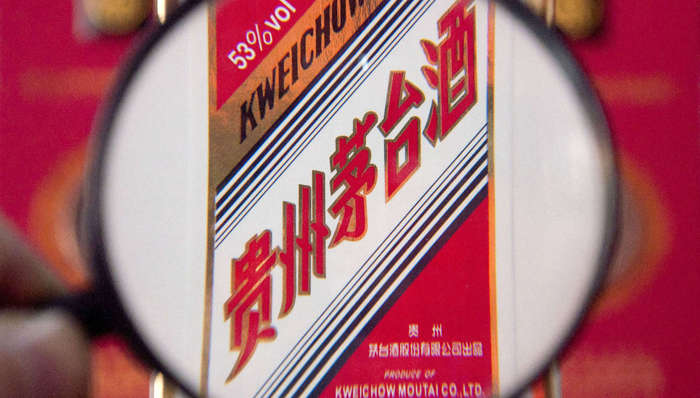 53%vol
KWEICHOW
贵州茅台酒
贵 州
茅台酒股份有限公司出品
PRODUCE OF
KWEICHOW MOUTAI CO.,LTD.